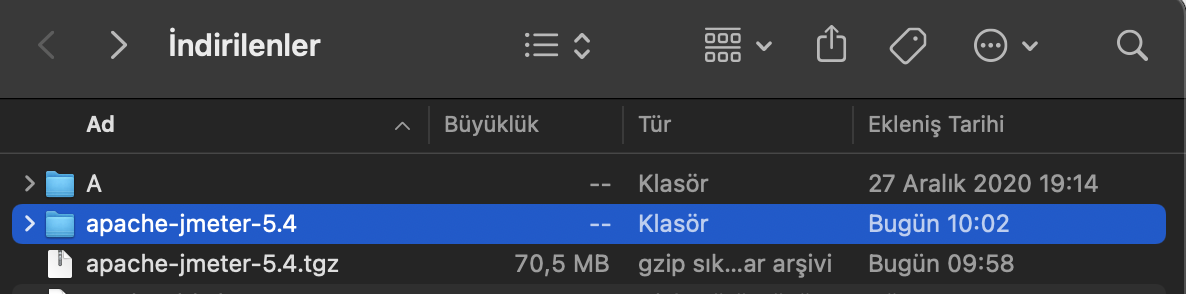 İndirilenler
Ad Büyüklük Tür Ekleniş Tarihi
A -- Klasör 27 Aralık 2020 19:14
apache-jmeter-5.4 -- Klasör Bugün 10:02
apache-jmeter-5.4.tgz 70,5 MB gzip sık...ar arşivi Bugün 09:58